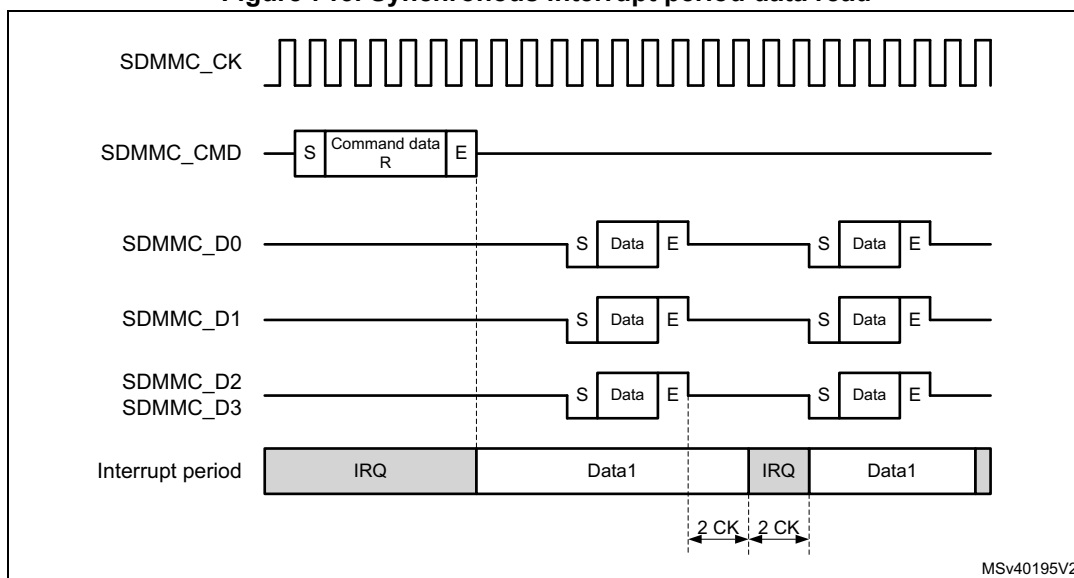 SDMMC_CK
SDMMC_CMD S Command data R E
SDMMC_D0 S Data E S Data E
SDMMC_D1 S Data E S Data E
SDMMC_D2
SDMMC_D3 S Data E S Data E
Interrupt period IRQ Data1 IRQ Data1
2 CK 2 CK
MSv40195V2